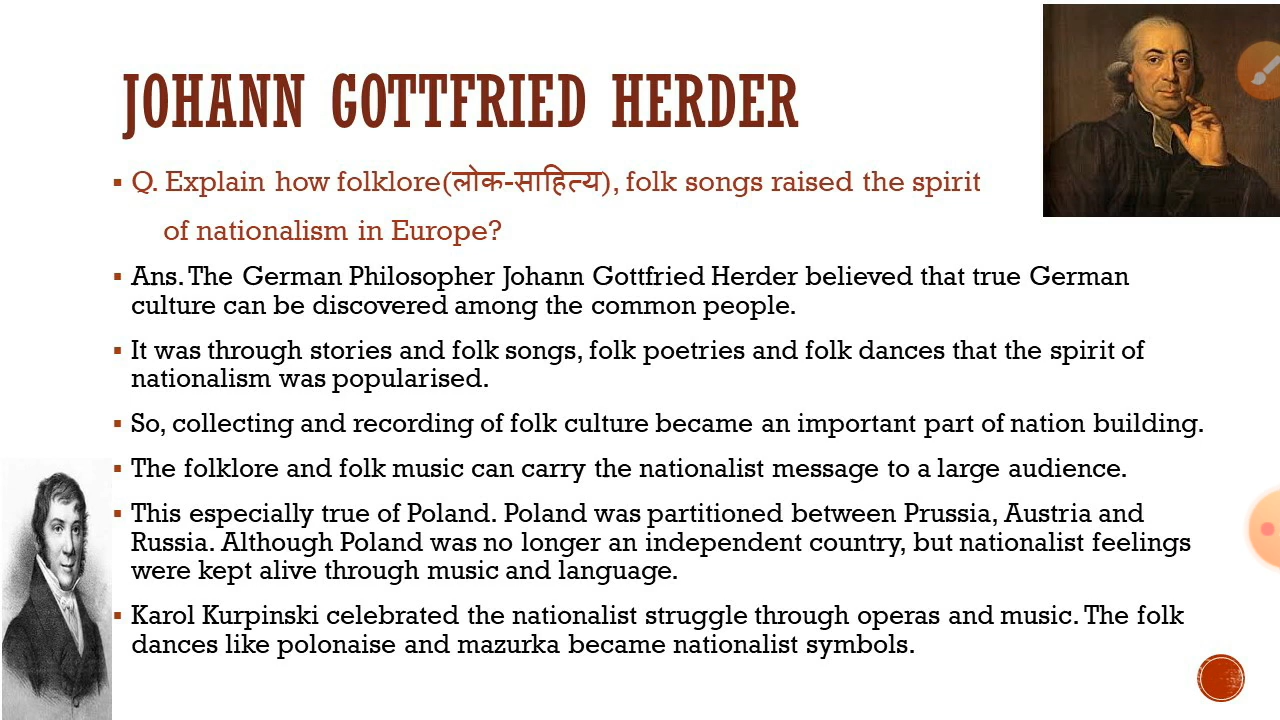 JOHANN GOTTFRIED HERDER
▪ Q. Explain how folklore(लोक-साहित्य), folk songs raised the spirit
of nationalism in Europe?
▪ Ans. The German Philosopher Johann Gottfried Herder believed that true German
culture can be discovered among the common people.
▪ It was through stories and folk songs, folk poetries and folk dances that the spirit of
nationalism was popularised.
▪ So, collecting and recording of folk culture became an important part of nation building.
▪ The folklore and folk music can carry the nationalist message to a large audience.
▪ This especially true of Poland. Poland was partitioned between Prussia, Austria and
Russia. Although Poland was no longer an independent country, but nationalist feelings
were kept alive through music and language.
▪ Karol Kurpinski celebrated the nationalist struggle through operas and music. The folk
dances like polonaise and mazurka became nationalist symbols.